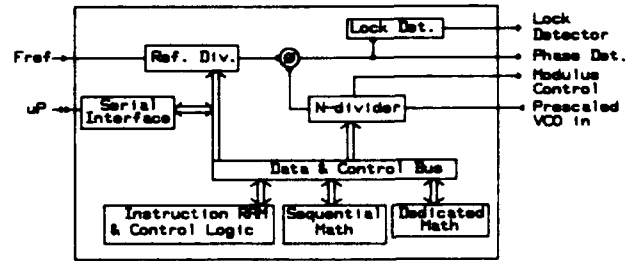 Lock Det.
Lock
Detector
Fref
Ref. Div.
ø
Phase Det.
Modulus
Control
uP
Serial
Interface
N-divider
Prescaled
VCO in
Data & Control Bus
Instruction RAM
& Control Logic
Sequential
Math
Dedicated
Math